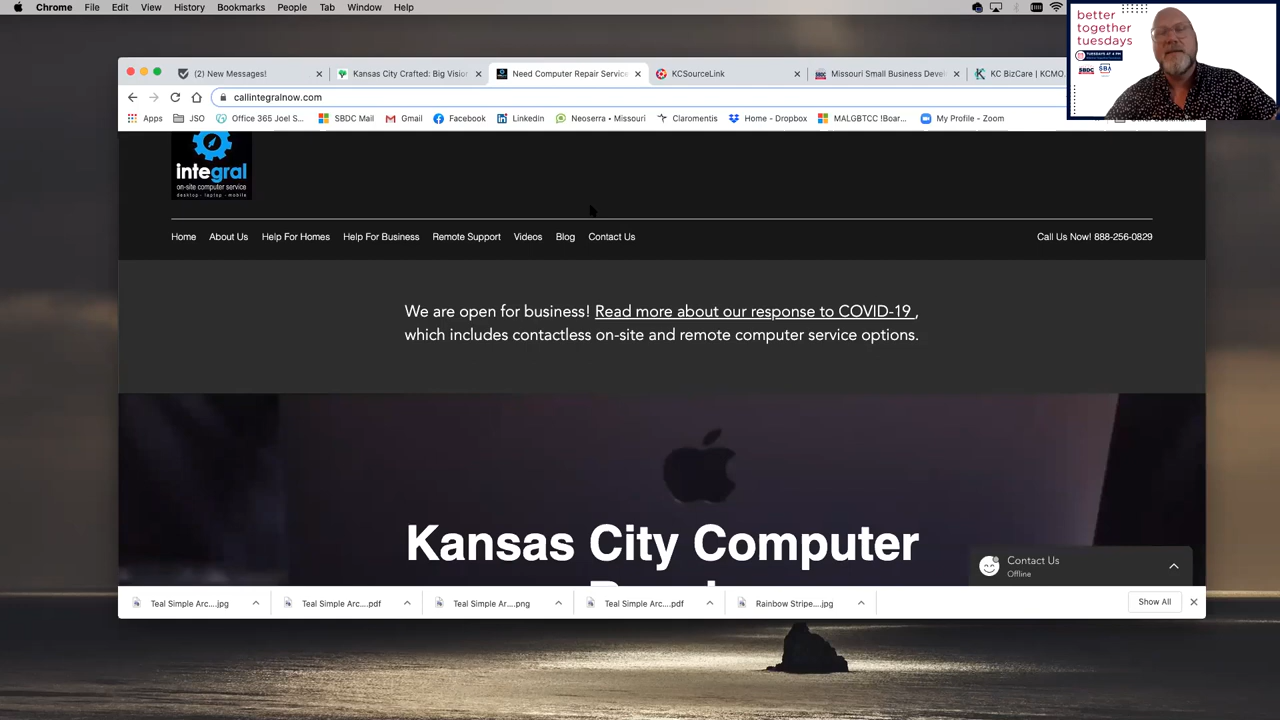 Chrome File Edit View History Bookmarks People Tab Window Help
better
together
tuesdays
TUESDAYS AT 4 PM
SBDC SBA
(2) New Messages!
Kansas City Crafted: Big Vision
Need Computer Repair Service
KCSourceLink
Missouri Small Business Devel
KC BizCare | KCMO
callintegralnow.com
Apps JSO Office 365 Joel S... SBDC Mail Gmail Facebook Linkedin Neoserra • Missouri Claromentis Home - Dropbox MALGBTCC !Boar... My Profile - Zoom
integral
on-site computer service
desktop - laptop - mobile
Home About Us Help For Homes Help For Business Remote Support Videos Blog Contact Us Call Us Now! 888-256-0829
We are open for business! Read more about our response to COVID-19 ,
which includes contactless on-site and remote computer service options.
Kansas City Computer
Contact Us
Offline
Teal Simple Arc....jpg Teal Simple Arc....pdf Teal Simple Ar....png Teal Simple Arc....pdf Rainbow Stripe....jpg Show All